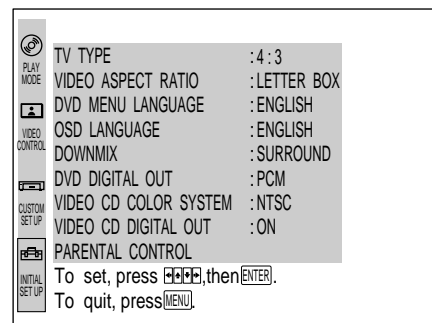 PLAY
MODE
VIDEO
CONTROL
CUSTOM
SET UP
INITIAL
SET UP
TV TYPE :4:3
VIDEO ASPECT RATIO :LETTER BOX
DVD MENU LANGUAGE :ENGLISH
OSD LANGUAGE :ENGLISH
DOWNMIX :SURROUND
DVD DIGITAL OUT :PCM
VIDEO CD COLOR SYSTEM :NTSC
VIDEO CD DIGITAL OUT :ON
PARENTAL CONTROL
To set, press ,then ENTER.
To quit, press MENU.